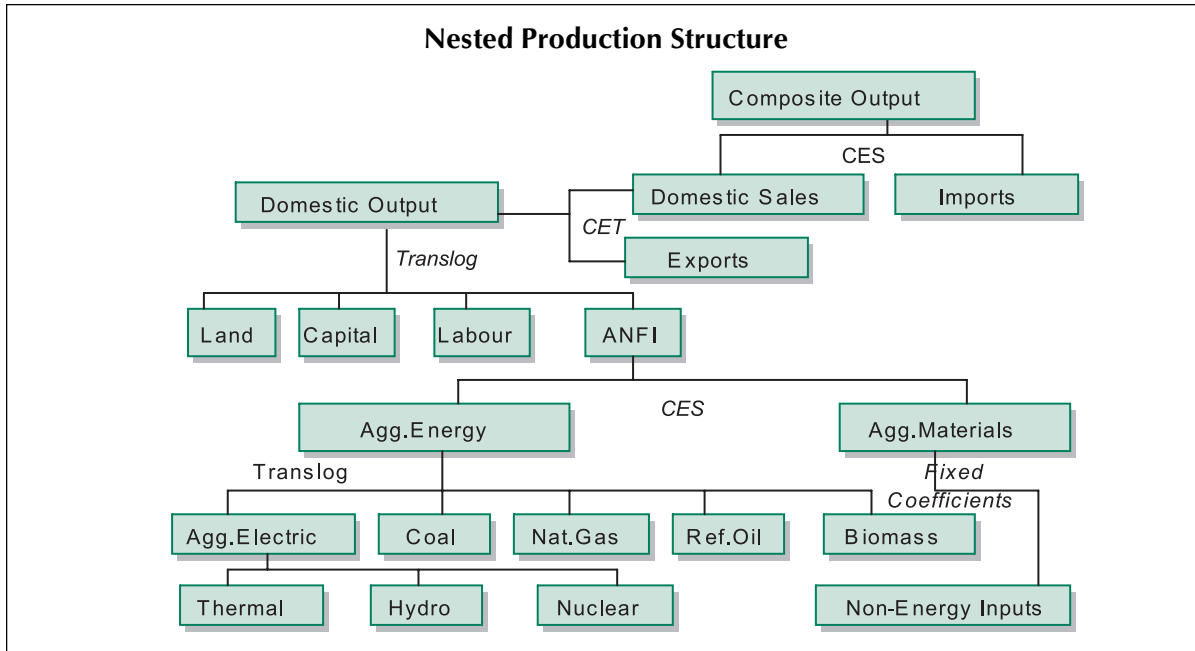 Nested Production Structure
Composite Output
CES
Domestic Output
Domestic Sales
Imports
CET
Exports
Translog
Land
Capital
Labour
ANFI
CES
Agg.Energy
Agg.Materials
Translog
Fixed
Coefficients
Agg.Electric
Coal
Nat.Gas
Ref.Oil
Biomass
Thermal
Hydro
Nuclear
Non-Energy Inputs